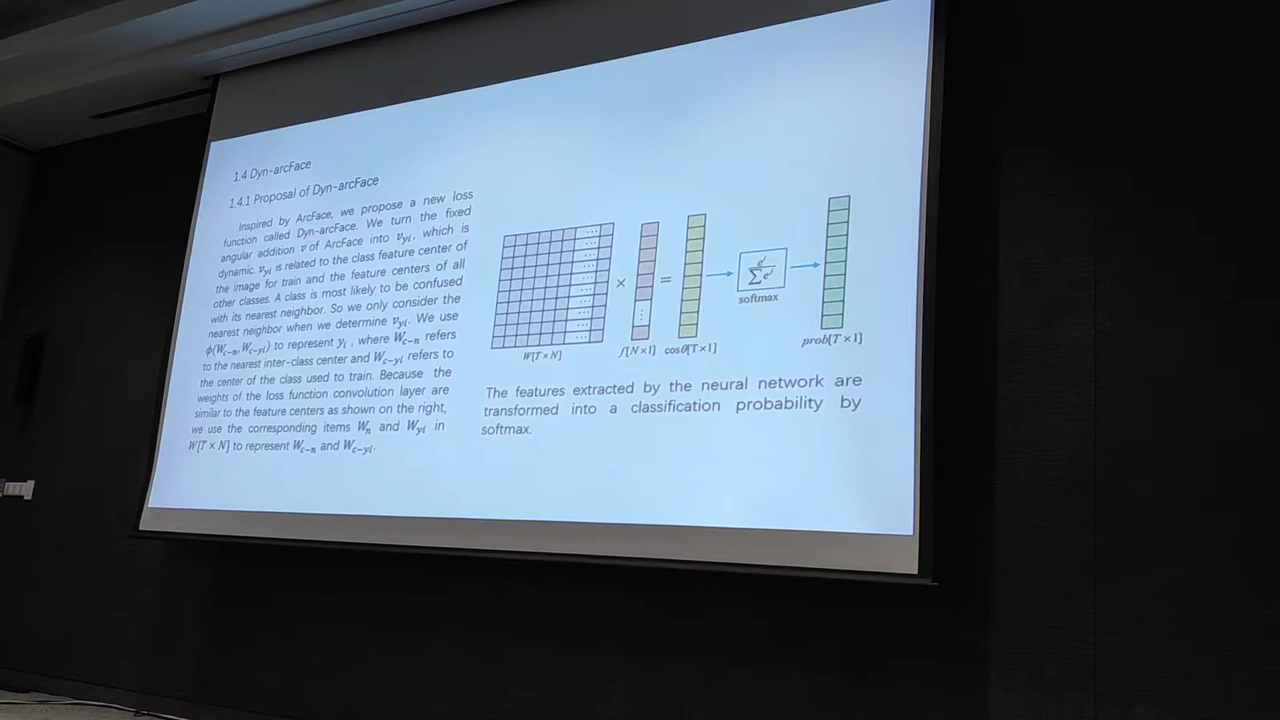 1.4 Dyn-arcFace
1.4.1 Proposal of Dyn-arcFace
Inspired by ArcFace, we propose a new loss
function called Dyn-arcFace. We turn the fixed
angular addition v of ArcFace into v_yi, which is
dynamic. v_yi is related to the class feature center of
the image for train and the feature centers of all
other classes. A class is most likely to be confused
with its nearest neighbor. So we only consider the
nearest neighbor when we determine v_yi. We use
ϕ(W_c-n, W_c-yi) to represent y_i, where W_c-n refers
to the nearest inter-class center and W_c-yi refers to
the center of the class used to train. Because the
weights of the loss function convolution layer are
similar to the feature centers as shown on the right,
we use the corresponding items W_n and W_yi in
W[T×N] to represent W_c-n and W_c-yi.
× = e^i / ∑e^j
softmax
W[T×N] f[N×1] cosθ[T×1] prob[T×1]
The features extracted by the neural network are
transformed into a classification probability by
softmax.